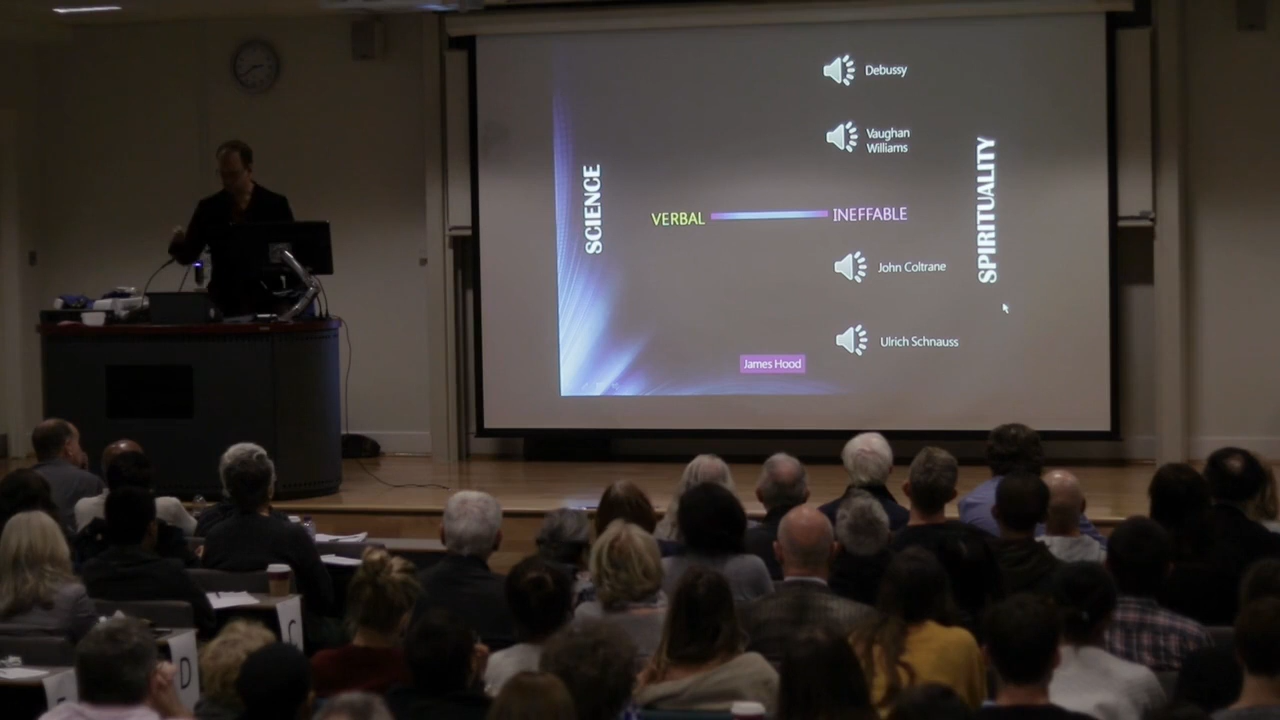 Debussy
Vaughan
Williams
SCIENCE
SPIRITUALITY
VERBAL
INEFFABLE
John Coltrane
Ulrich Schnauss
James Hood
C
D